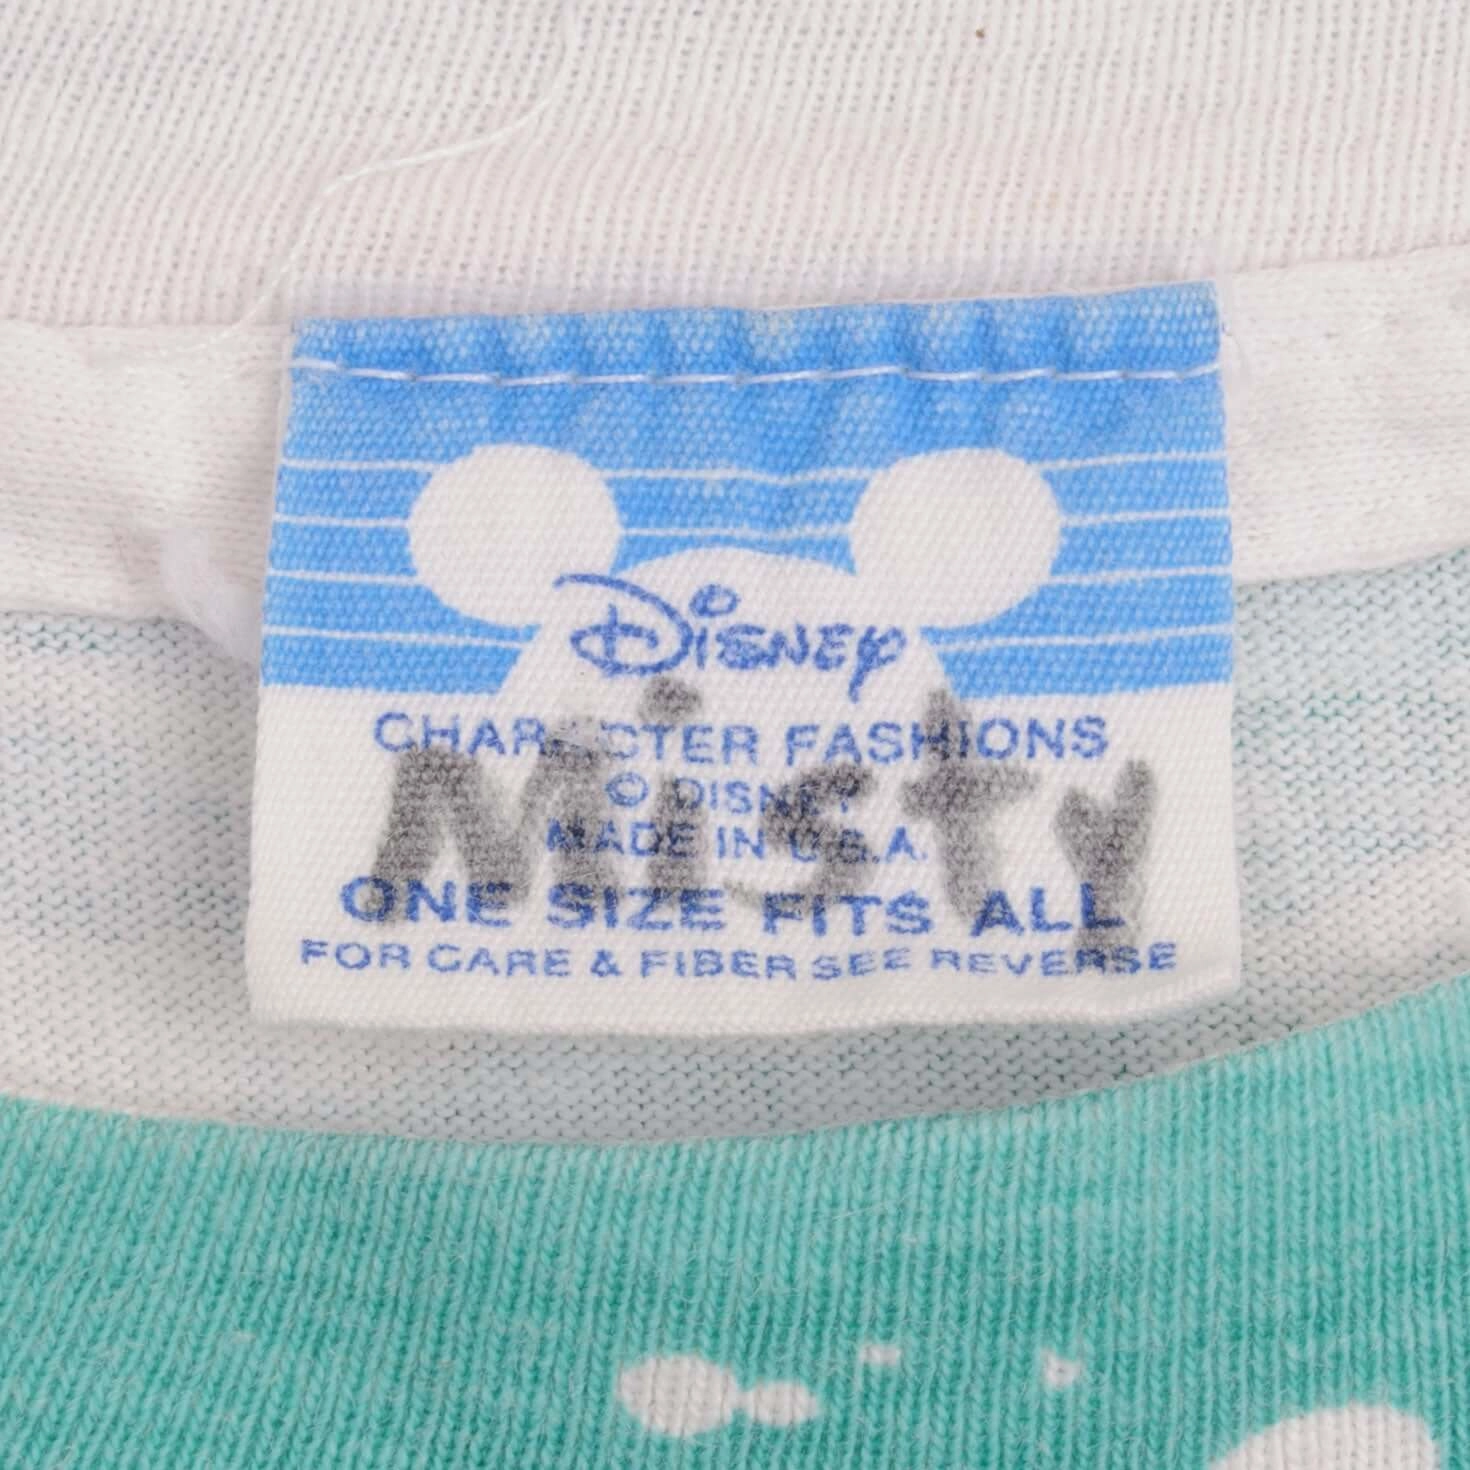 Disney
CHARACTER FASHIONS
Misty
© DISNEY
MADE IN U.S.A.
ONE SIZE FITS ALL
FOR CARE & FIBER SEE REVERSE